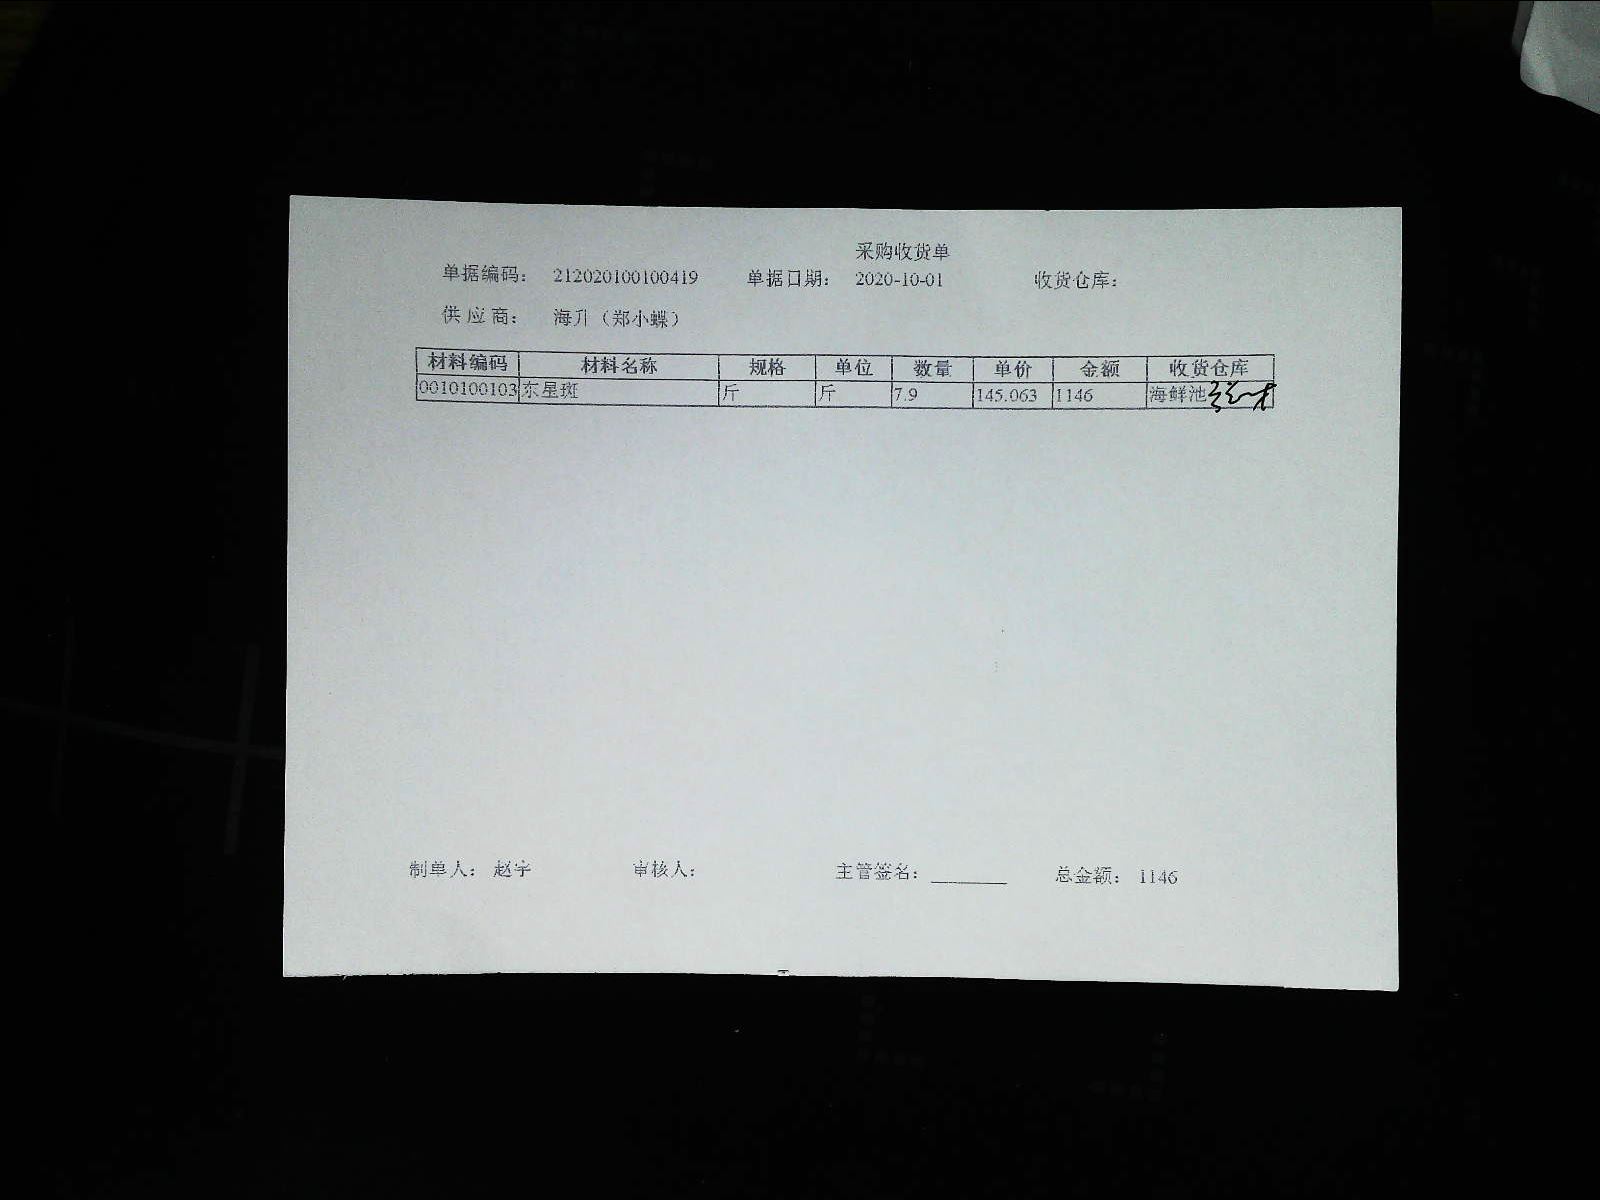 采购收货单
单据编码： 212020100100419 单据日期： 2020-10-01 收货仓库：
供 应 商： 海升（郑小蝶）
材料编码 材料名称 规格 单位 数量 单价 金额 收货仓库
0010100103 东星斑 斤 斤 7.9 145.063 1146 海鲜池
制单人： 赵宇 审核人： 主管签名： 总金额： 1146